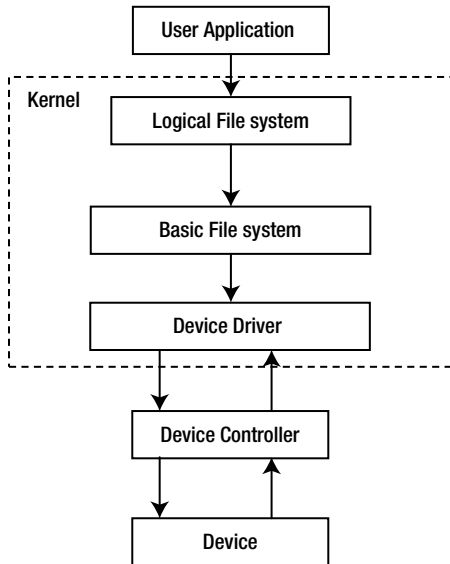 User Application
Kernel
Logical File system
Basic File system
Device Driver
Device Controller
Device